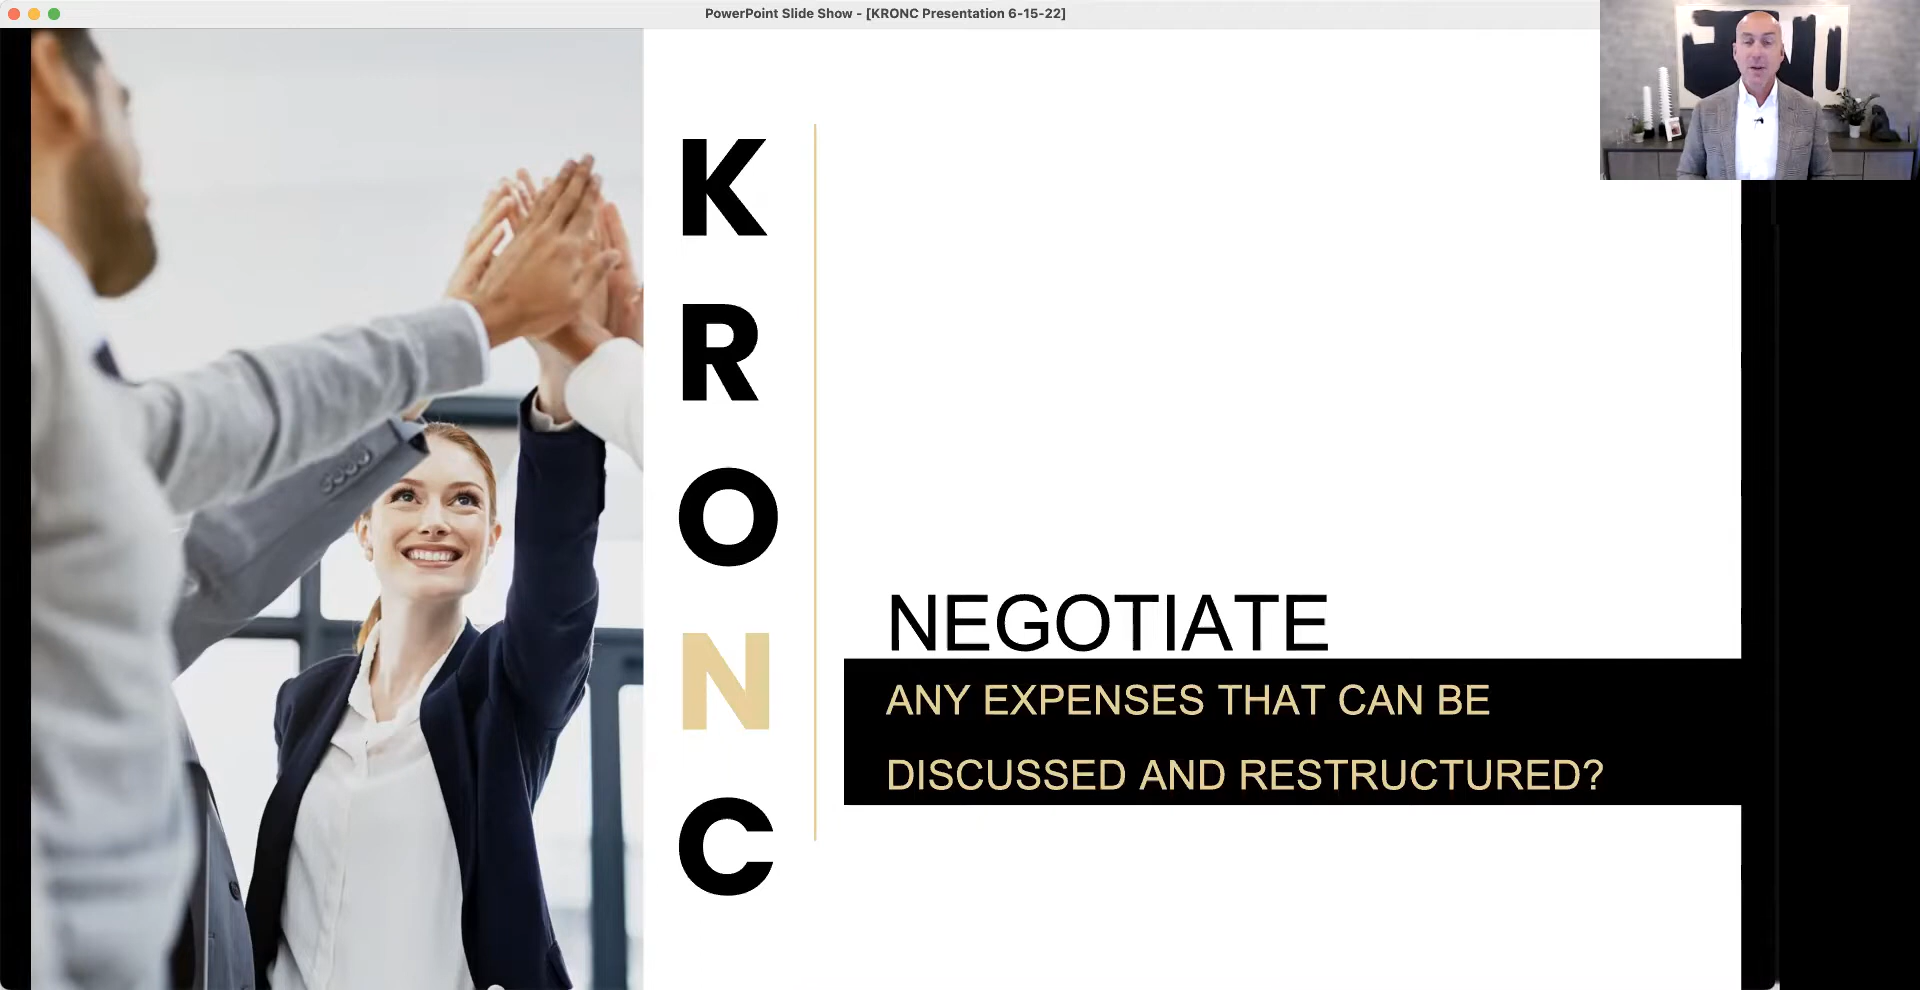 PowerPoint Slide Show - [KRONC Presentation 6-15-22]
K
R
O
N
C
NEGOTIATE
ANY EXPENSES THAT CAN BE
DISCUSSED AND RESTRUCTURED?